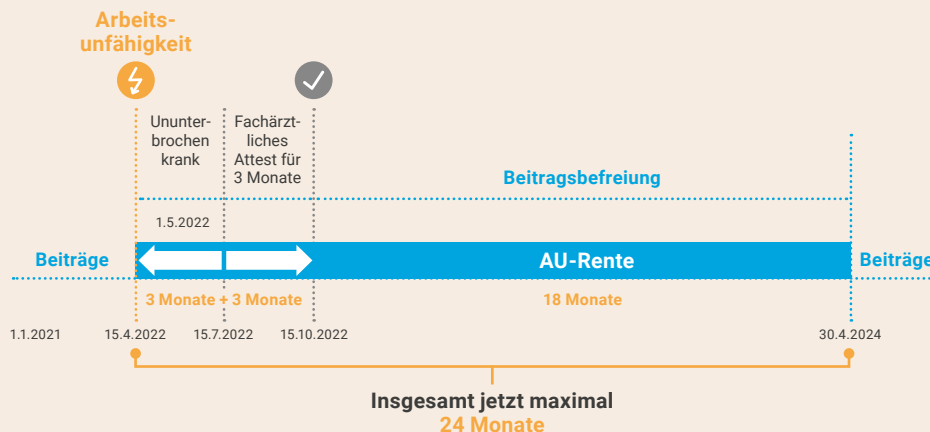 Arbeits-
unfähigkeit
Ununter-
brochen
krank
Fachärzt-
liches
Attest für
3 Monate
Beitragsbefreiung
1.5.2022
Beiträge
AU-Rente
Beiträge
3 Monate + 3 Monate
18 Monate
1.1.2021
15.4.2022
15.7.2022
15.10.2022
30.4.2024
Insgesamt jetzt maximal
24 Monate